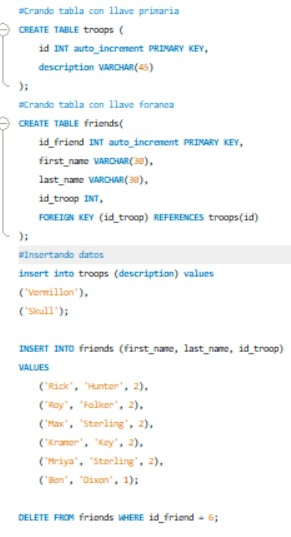 #Crando tabla con llave primaria
CREATE TABLE troops (
id INT auto_increment PRIMARY KEY,
description VARCHAR(45)
);
#Crando tabla con llave foranea
CREATE TABLE friends(
id_friend INT auto_increment PRIMARY KEY,
first_name VARCHAR(30),
last_name VARCHAR(30),
id_troop INT,
FOREIGN KEY (id_troop) REFERENCES troops(id)
);
#Insertando datos
insert into troops (description) values
('Vermillon'),
('Skull');
INSERT INTO friends (first_name, last_name, id_troop)
VALUES
('Rick', 'Hunter', 2),
('Roy', 'Folker', 2),
('Max', 'Sterling', 2),
('Kramer', 'Key', 2),
('Mriya', 'Sterling', 2),
('Ben', 'Dixon', 1);
DELETE FROM friends WHERE id_friend = 6;